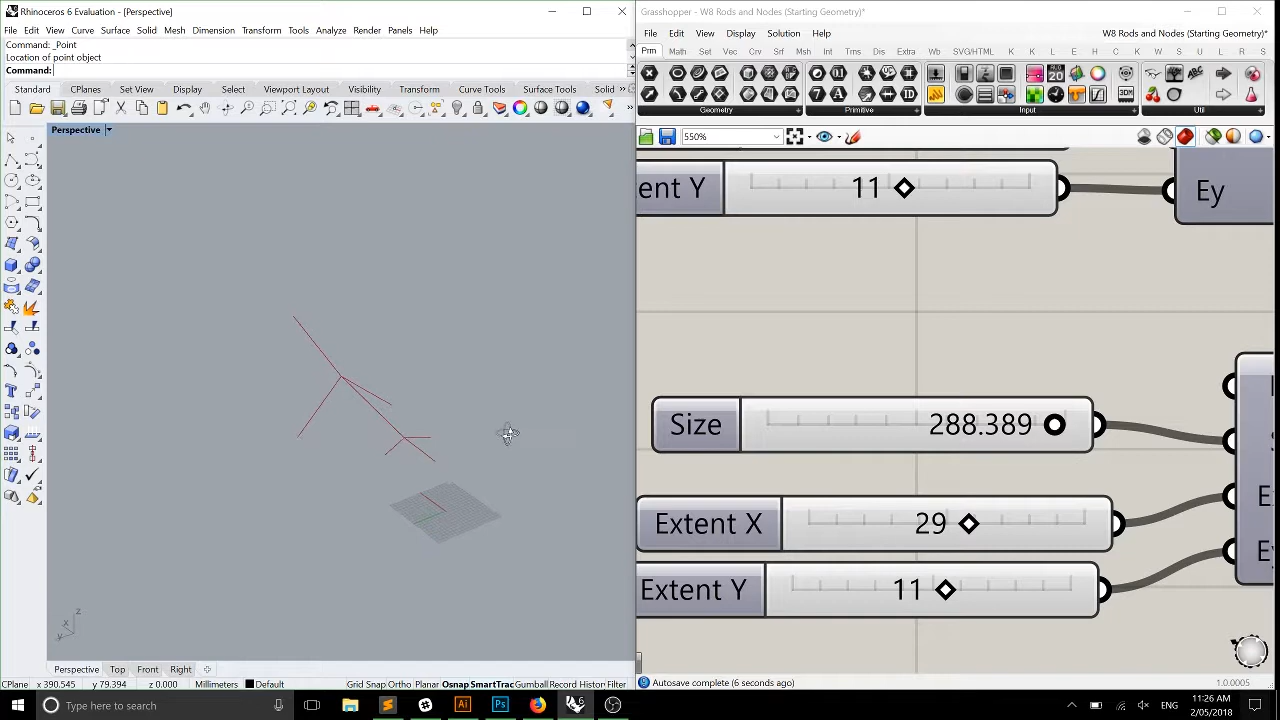 Rhinoceros 6 Evaluation - [Perspective]
File Edit View Curve Surface Solid Mesh Dimension Transform Tools Analyze Render Panels Help
Command: _Point
Location of point object
Command:
Standard CPlanes Set View Display Select Viewport Layout Visibility Transform Curve Tools Surface Tools Solid »
Perspective
z
x
y
Perspective Top Front Right
CPlane x 390.545 y 79.394 z 0.000 Millimeters Default Grid Snap Ortho Planar Osnap SmartTrac Gumball Record History Filter
Grasshopper - W8 Rods and Nodes (Starting Geometry)*
File Edit View Display Solution Help W8 Rods and Nodes (Starting Geometry)*
Prm Math Set Vec Crv Srf Msh Int Trns Dis Extra Wb SVG/HTML K K L E H M K U L R S
Geometry Primitive Input Util
550%
ent Y 11 Ey
Size 288.389
Extent X 29 E
Extent Y 11
Autosave complete (6 seconds ago) 1.0.0005
Type here to search
ENG
11:26 AM
2/05/2018